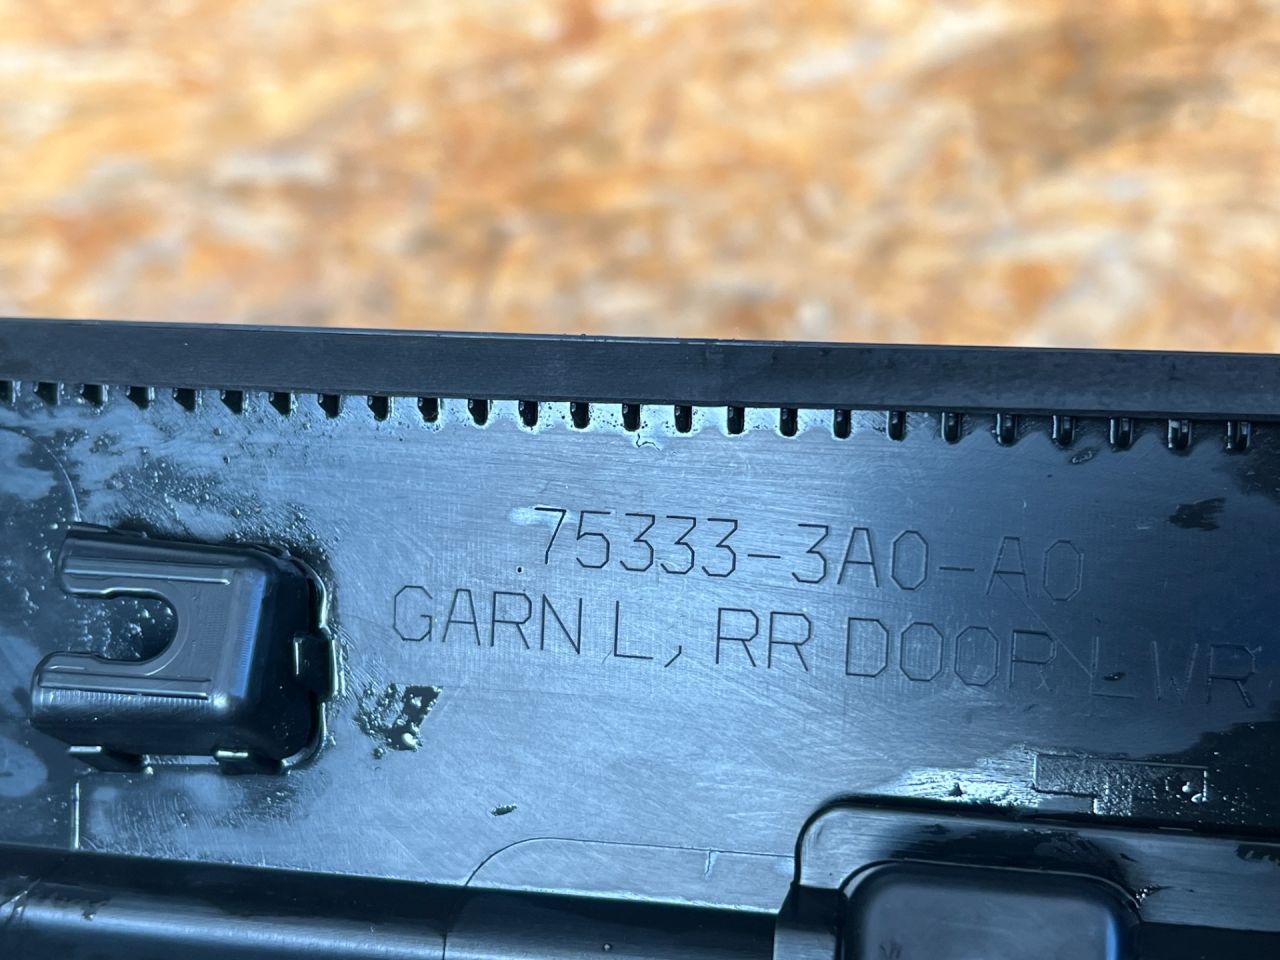 75333-3A0-A0
GARN L, RR DOOR LWR